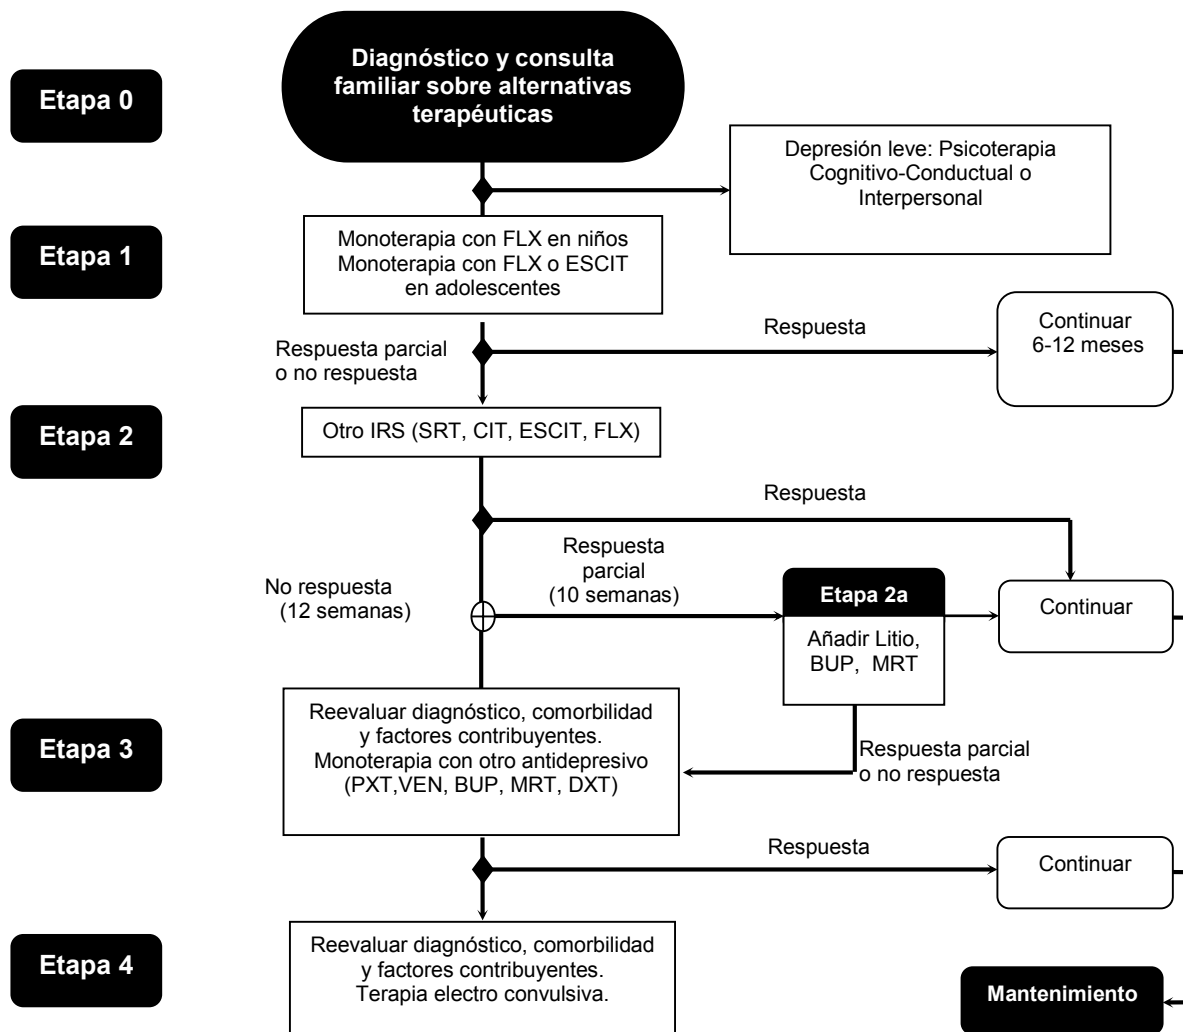 Etapa 0
Diagnóstico y consulta
familiar sobre alternativas
terapéuticas
Depresión leve: Psicoterapia
Cognitivo-Conductual o
Interpersonal
Etapa 1
Monoterapia con FLX en niños
Monoterapia con FLX o ESCIT
en adolescentes
Respuesta
Continuar
6-12 meses
Respuesta parcial
o no respuesta
Etapa 2
Otro IRS (SRT, CIT, ESCIT, FLX)
Respuesta
Respuesta
parcial
(10 semanas)
No respuesta
(12 semanas)
Etapa 2a
Añadir Litio,
BUP, MRT
Continuar
Etapa 3
Reevaluar diagnóstico, comorbilidad
y factores contribuyentes.
Monoterapia con otro antidepresivo
(PXT,VEN, BUP, MRT, DXT)
Respuesta parcial
o no respuesta
Respuesta
Continuar
Etapa 4
Reevaluar diagnóstico, comorbilidad
y factores contribuyentes.
Terapia electro convulsiva.
Mantenimiento